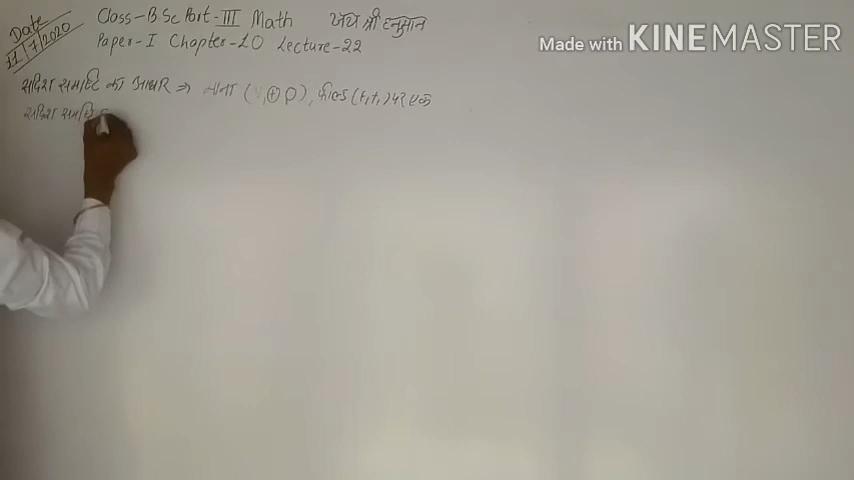 Date
11/7/2020
Class-B.Sc Part-III Math जय श्री हनुमान
Paper-I Chapter-10 Lecture-22
Made with KINEMASTER
सदिश समष्टि का आधार ⇒ माना (V,⊕ ⊙), फील्ड (F,+,·) पर एक
सदिश समष्टि